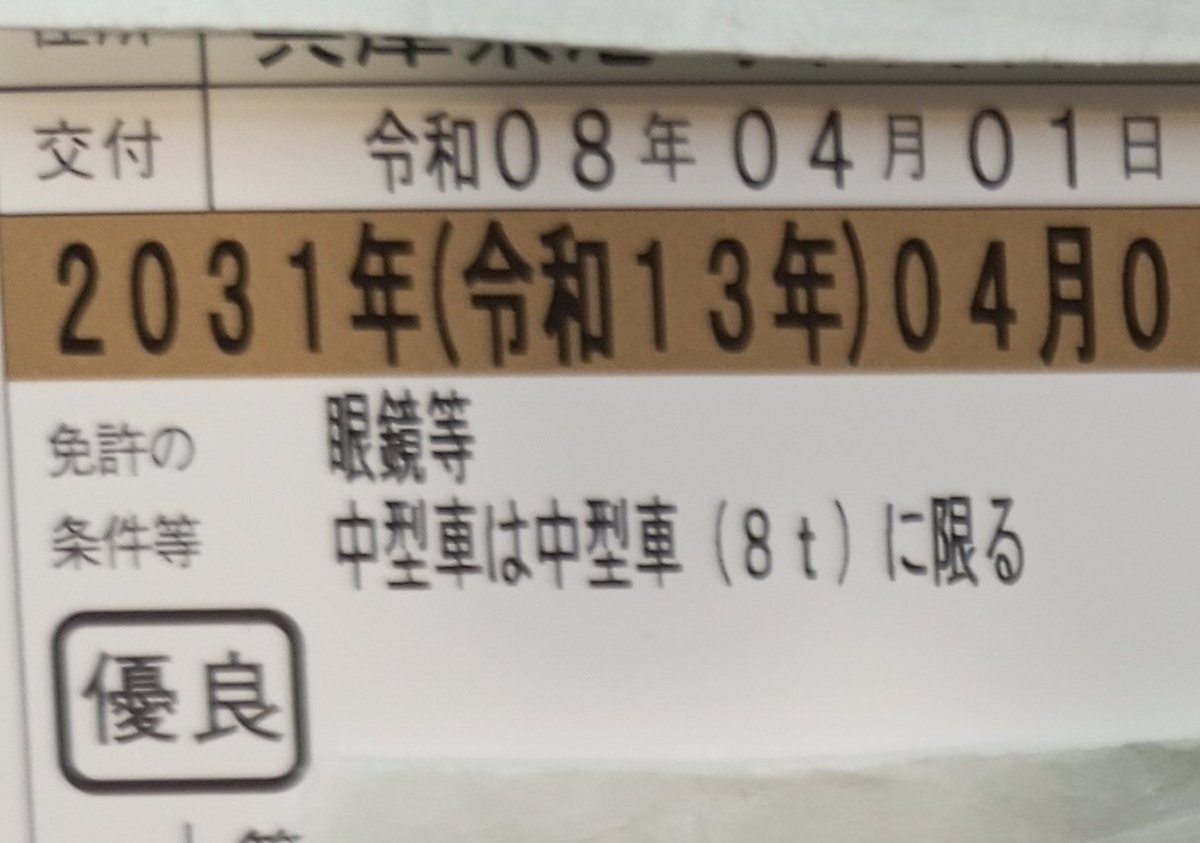 交付 令和08年04月01日
2031年(令和13年)04月0
免許の 眼鏡等
条件等 中型車は中型車(8t)に限る
優良